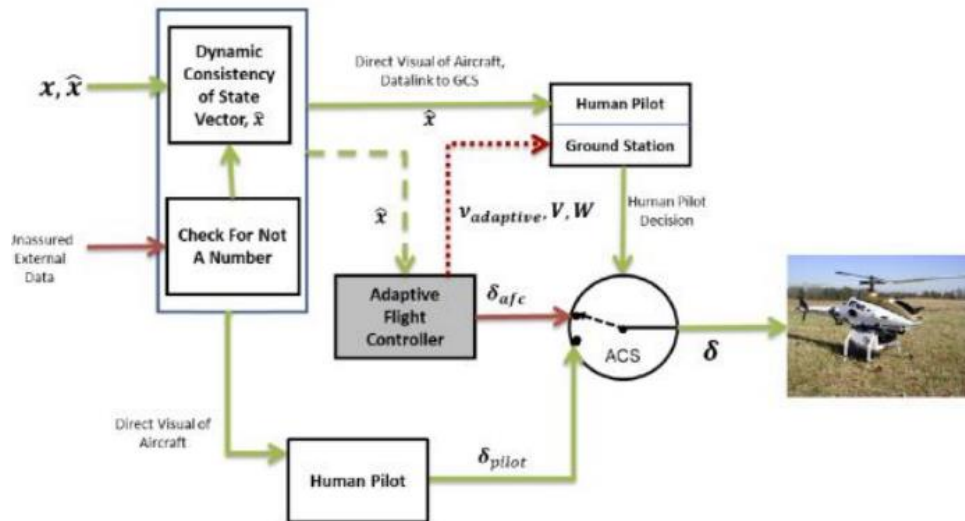 Dynamic
Consistency
of State
Vector, x̂
x, x̂
Direct Visual of Aircraft,
Datalink to GCS
x̂
Human Pilot
Ground Station
Check For Not
A Number
Jnassured
External
Data
x̂
ν_adaptive, V, W
Human Pilot
Decision
Adaptive
Flight
Controller
δ_afc
ACS
δ
Direct Visual of
Aircraft
Human Pilot
δ_pilot